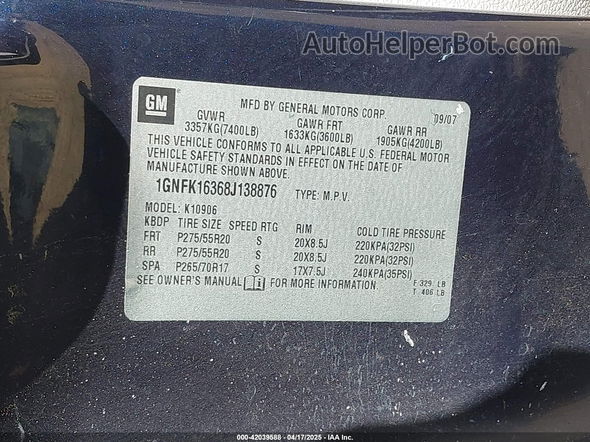 AutoHelperBot.com
GM
MFD BY GENERAL MOTORS CORP. 09/07
GVWR GAWR FRT GAWR RR
3357KG(7400LB) 1633KG(3600LB) 1905KG(4200LB)
THIS VEHICLE CONFORMS TO ALL APPLICABLE U.S. FEDERAL MOTOR
VEHICLE SAFETY STANDARDS IN EFFECT ON THE DATE OF
MANUFACTURE SHOWN ABOVE.
1GNFK16368J138876 TYPE: M.P.V.
MODEL: K10906
KBDP TIRE SIZE SPEED RTG RIM COLD TIRE PRESSURE
FRT P275/55R20 S 20X8.5J 220KPA(32PSI)
RR P275/55R20 S 20X8.5J 220KPA(32PSI)
SPA P265/70R17 S 17X7.5J 240KPA(35PSI)
SEE OWNER'S MANUAL FOR MORE INFORMATION. F 329 LB
T 406 LB
000-42039588 - 04/17/2025 - IAA Inc.